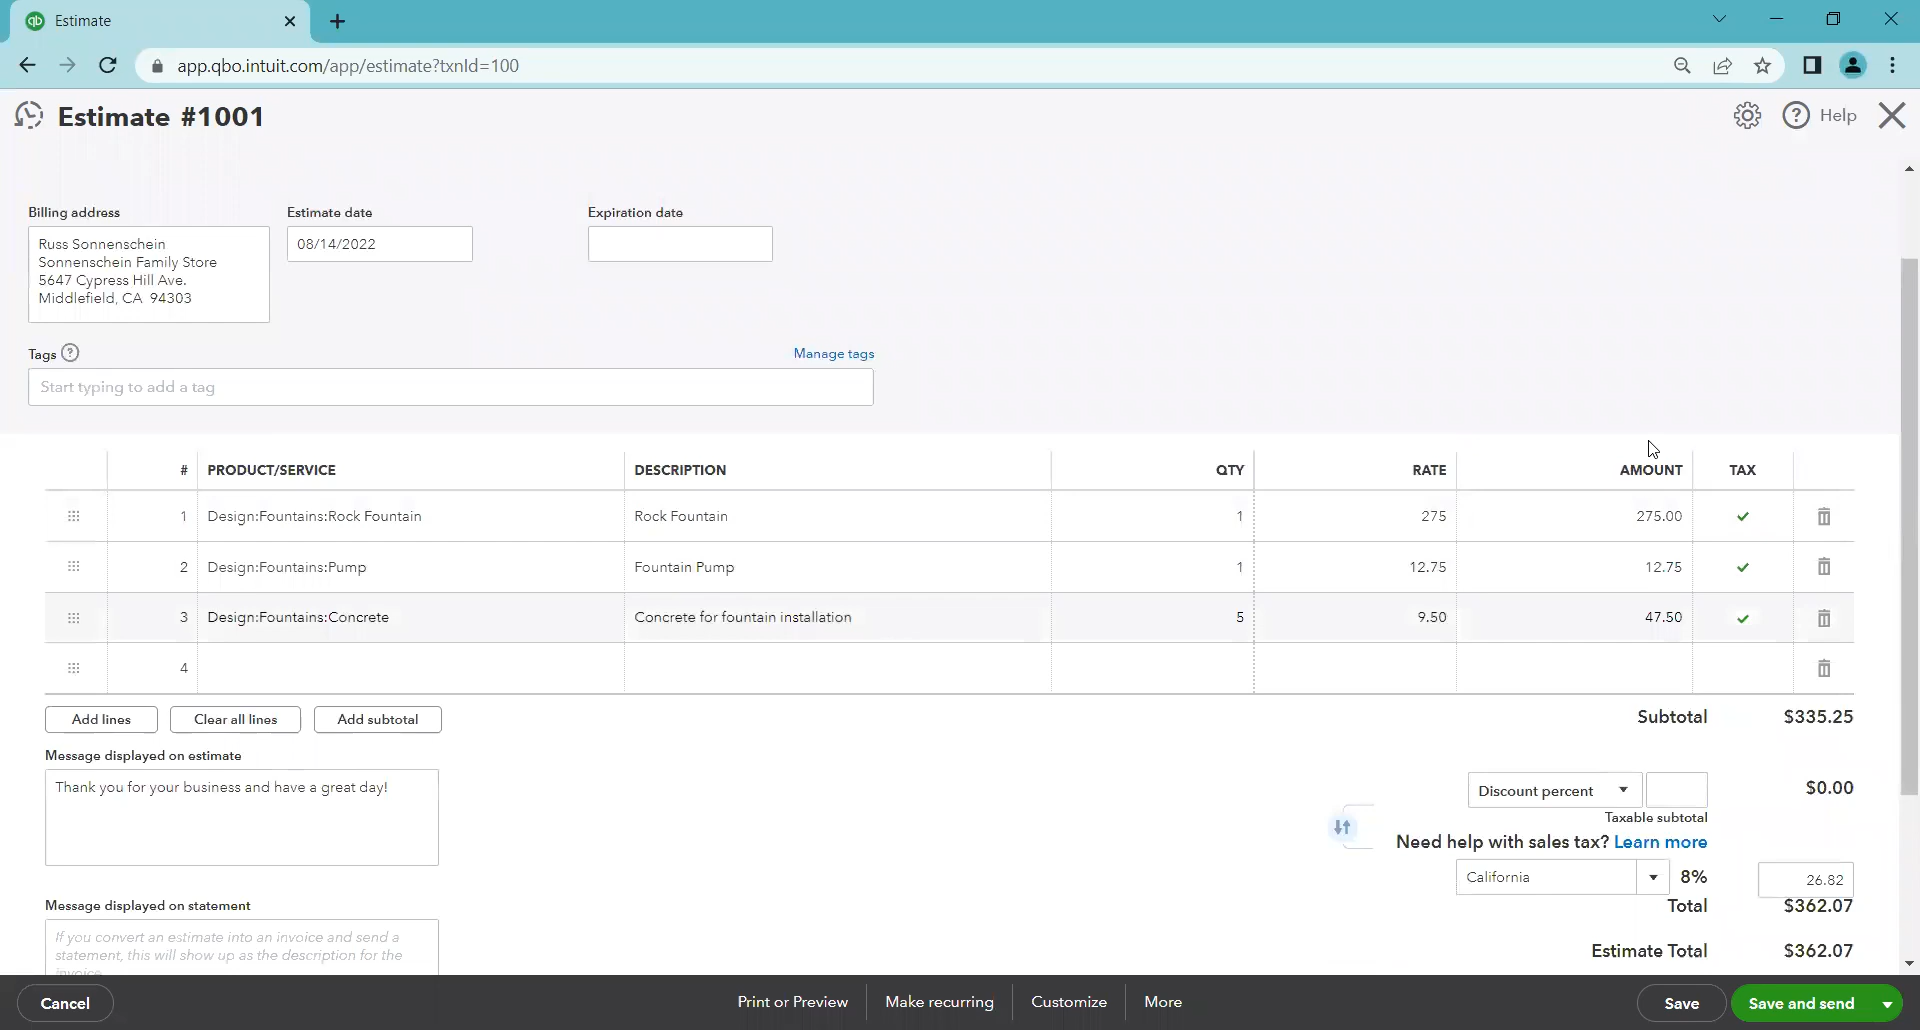 Estimate
app.qbo.intuit.com/app/estimate?txnId=100
Estimate #1001
Help
Billing address
Estimate date
Expiration date
Russ Sonnenschein
Sonnenschein Family Store
5647 Cypress Hill Ave.
Middlefield, CA 94303
08/14/2022
Tags
Manage tags
Start typing to add a tag
# PRODUCT/SERVICE DESCRIPTION QTY RATE AMOUNT TAX
1 Design:Fountains:Rock Fountain Rock Fountain 1 275 275.00
2 Design:Fountains:Pump Fountain Pump 1 12.75 12.75
3 Design:Fountains:Concrete Concrete for fountain installation 5 9.50 47.50
4
Add lines Clear all lines Add subtotal
Subtotal $335.25
Message displayed on estimate
Thank you for your business and have a great day!
Discount percent $0.00
Taxable subtotal
Need help with sales tax? Learn more
California 8% 26.82
Total $362.07
Message displayed on statement
If you convert an estimate into an invoice and send a
statement, this will show up as the description for the
invoice
Estimate Total $362.07
Cancel Print or Preview Make recurring Customize More Save Save and send